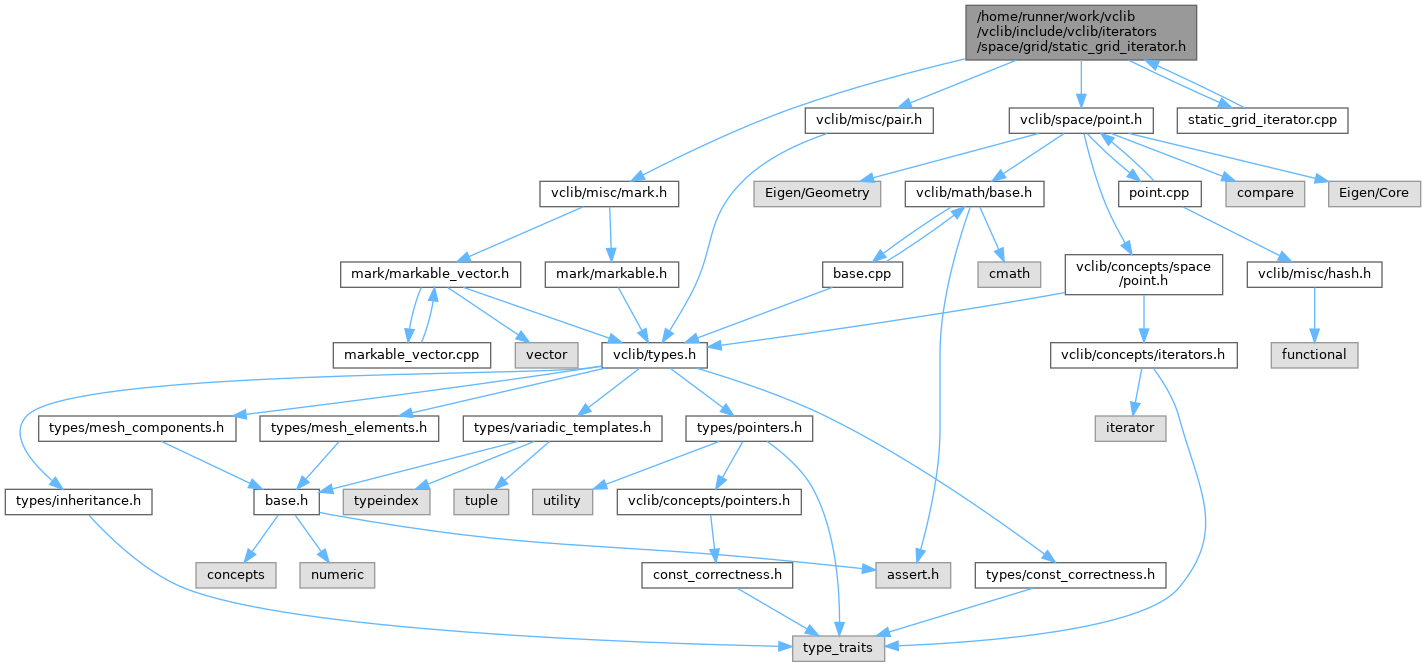 /home/runner/work/vclib
/vclib/include/vclib/iterators
/space/grid/static_grid_iterator.h
vclib/misc/pair.h
vclib/space/point.h
static_grid_iterator.cpp
vclib/misc/mark.h
Eigen/Geometry
vclib/math/base.h
point.cpp
compare
Eigen/Core
mark/markable_vector.h
mark/markable.h
base.cpp
cmath
vclib/concepts/space
/point.h
vclib/misc/hash.h
markable_vector.cpp
vector
vclib/types.h
vclib/concepts/iterators.h
functional
types/mesh_components.h
types/mesh_elements.h
types/variadic_templates.h
types/pointers.h
iterator
types/inheritance.h
base.h
typeindex
tuple
utility
vclib/concepts/pointers.h
concepts
numeric
const_correctness.h
assert.h
types/const_correctness.h
type_traits